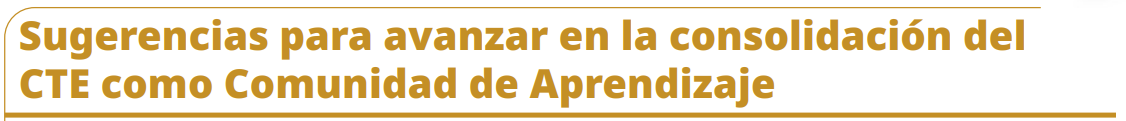 Sugerencias para avanzar en la consolidación del
CTE como Comunidad de Aprendizaje